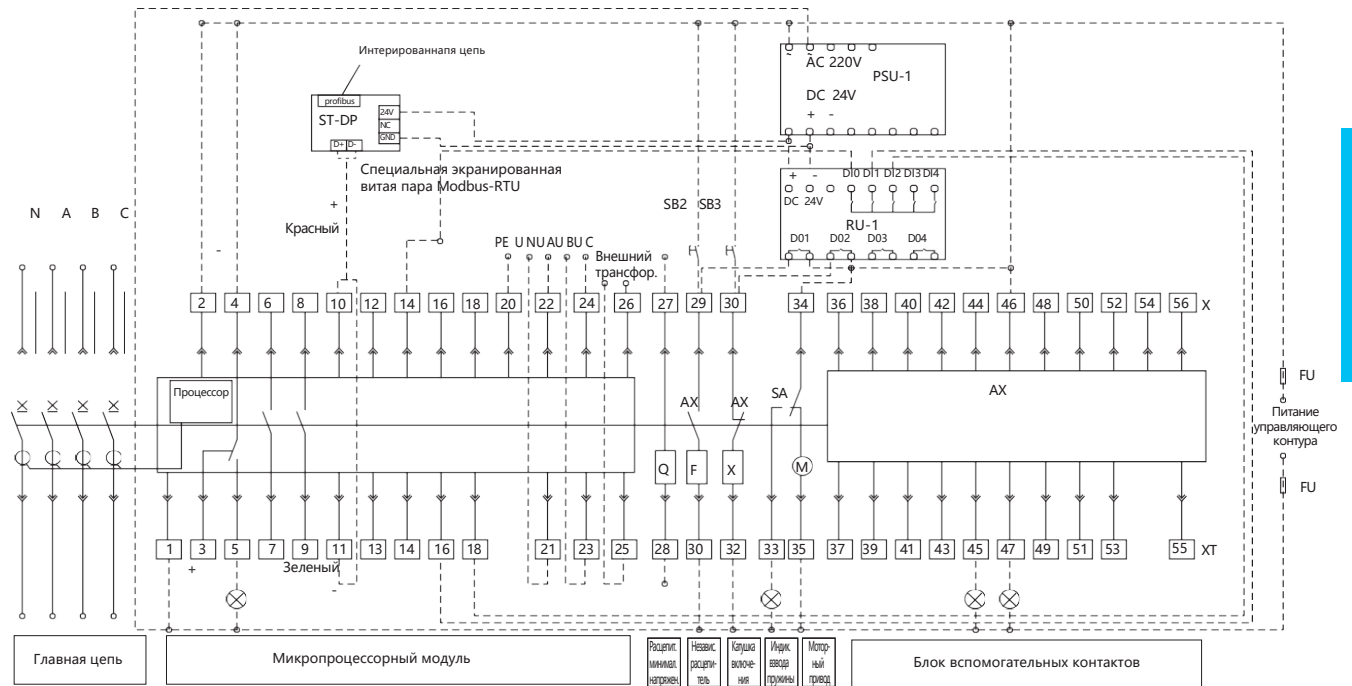 Интерированнапя цепь
profibus
ST-DP
24V
NC
GND
D+ D-
Специальная экранированная
витая пара Modbus-RTU
+
Красный
-
~ ~
AC 220V
PSU-1
DC 24V
+ -
+ - DI0 DI1 DI2 DI3 DI4
DC 24V
RU-1
D01 D02 D03 D04
SB2 SB3
N A B C
PE U N U A U B U C
Внешний
трансфор.
2 4 6 8 10 12 14 16 18 20 22 24 26 27 29 30 34 36 38 40 42 44 46 48 50 52 54 56 X
Процессор
AX AX SA AX
Q F X M
FU
Питание
управляющего
контура
FU
1 3 5 7 9 11 13 14 16 18 21 23 25 28 30 32 33 35 37 39 41 43 45 47 49 51 53 55 XT
+
Зеленый
-
Главная цепь
Микропроцессорный модуль
Расцепит.
минимал.
напряжен.
Независ.
расцепи-
тель
Катушка
включе-
ния
Индик.
взвода
пружины
Мотор-
ный
привод
Блок вспомогательных контактов